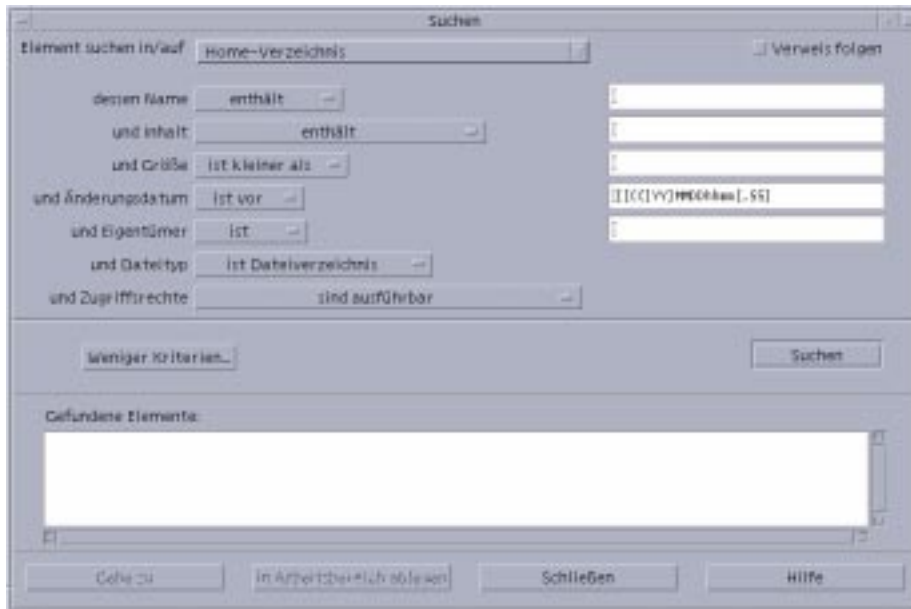 Suchen
Element suchen in/auf Home-Verzeichnis Verweis folgen
dessen Name enthält
und Inhalt enthält
und Größe ist kleiner als
und Änderungsdatum ist vor [[CC]YY]MMDDhhmm[.SS]
und Eigentümer ist
und Dateityp ist Dateiverzeichnis
und Zugriffsrechte sind ausführbar
Weniger Kriterien... Suchen
Gefundene Elemente:
Gehe zu In Arbeitsbereich ablegen Schließen Hilfe